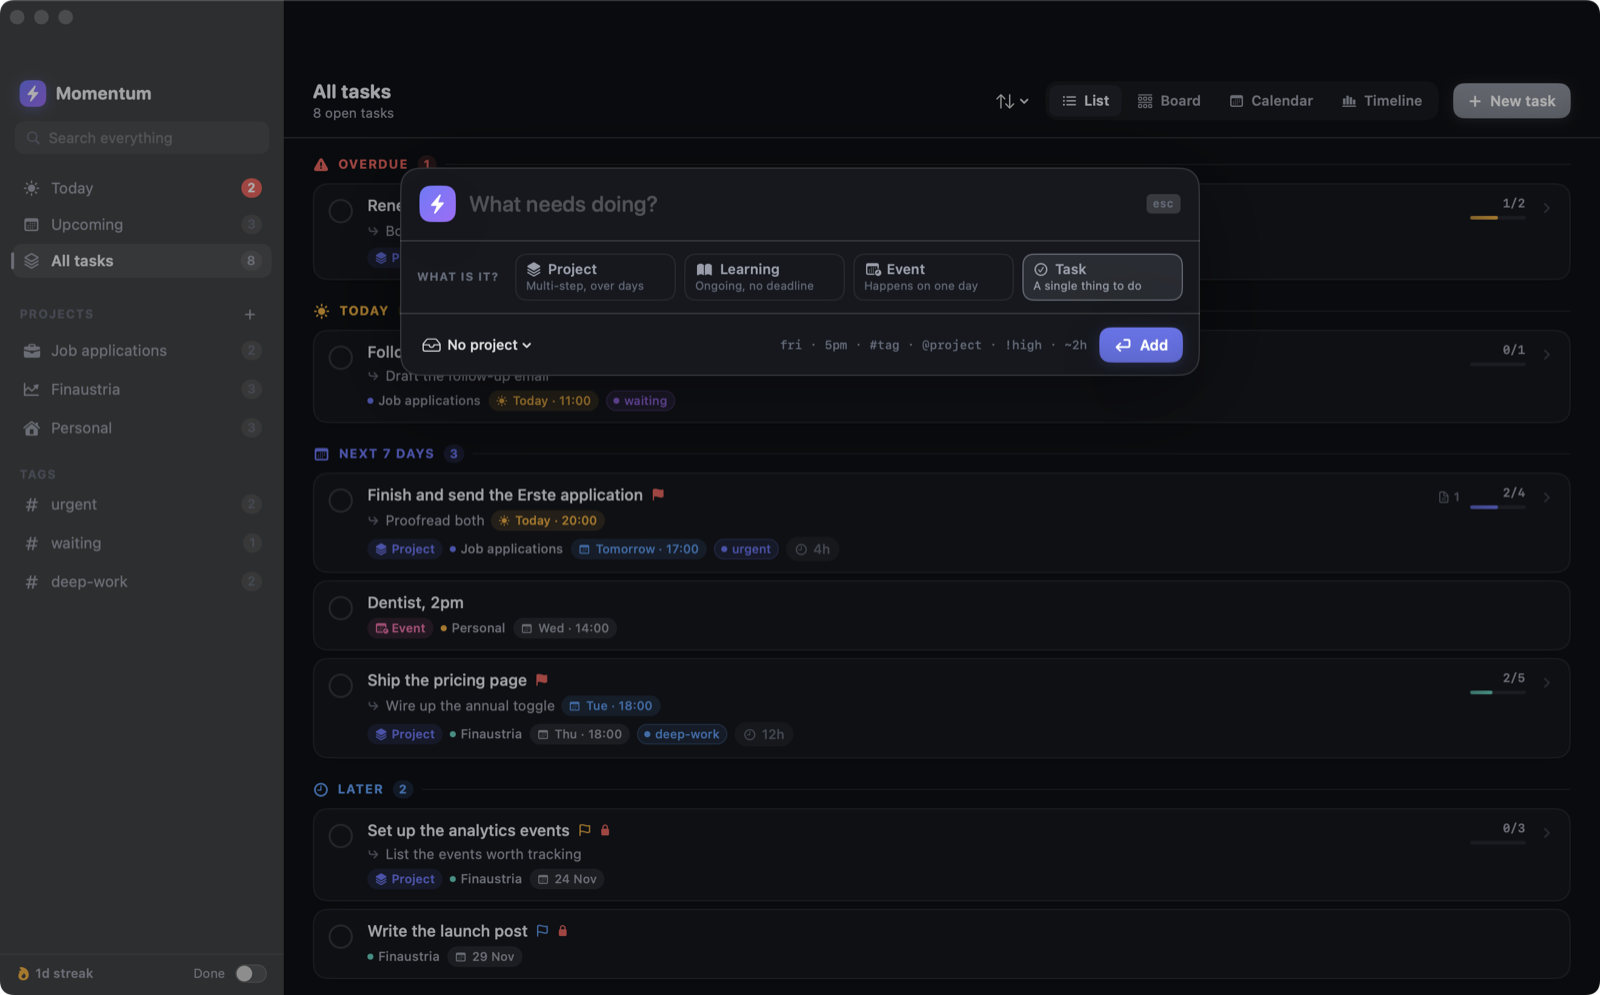 Momentum
Search everything
Today 2
Upcoming 3
All tasks 8
PROJECTS +
Job applications 2
Finaustria 3
Personal 3
TAGS
# urgent 2
# waiting 1
# deep-work 2
1d streak Done
All tasks
8 open tasks
List Board Calendar Timeline
+ New task
OVERDUE 1
1/2
What needs doing?
esc
WHAT IS IT?
Project
Multi-step, over days
Learning
Ongoing, no deadline
Event
Happens on one day
Task
A single thing to do
No project
fri · 5pm · #tag · @project · !high · ~2h
Add
TODAY
0/1
Draft the follow-up email
Job applications Today · 11:00 waiting
NEXT 7 DAYS 3
Finish and send the Erste application 1 2/4
Proofread both Today · 20:00
Project Job applications Tomorrow · 17:00 urgent 4h
Dentist, 2pm
Event Personal Wed · 14:00
Ship the pricing page 2/5
Wire up the annual toggle Tue · 18:00
Project Finaustria Thu · 18:00 deep-work 12h
LATER 2
Set up the analytics events 0/3
List the events worth tracking
Project Finaustria 24 Nov
Write the launch post
Finaustria 29 Nov